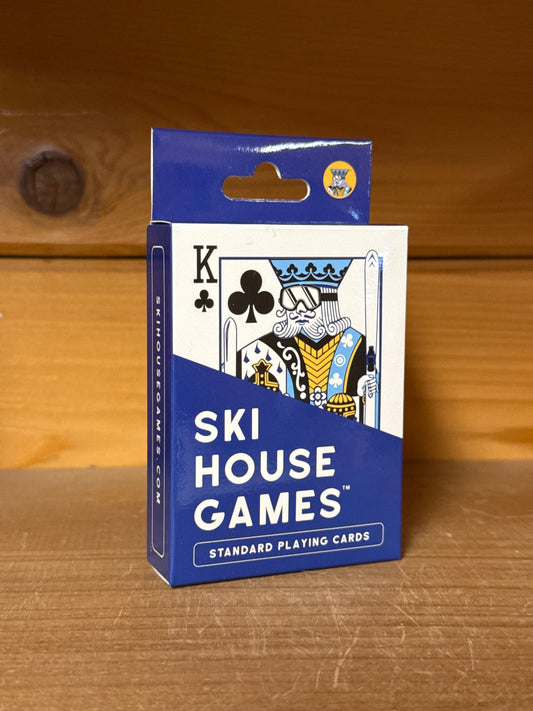 K
SKI
HOUSE
GAMES™
STANDARD PLAYING CARDS
SKIHOUSEGAMES.COM